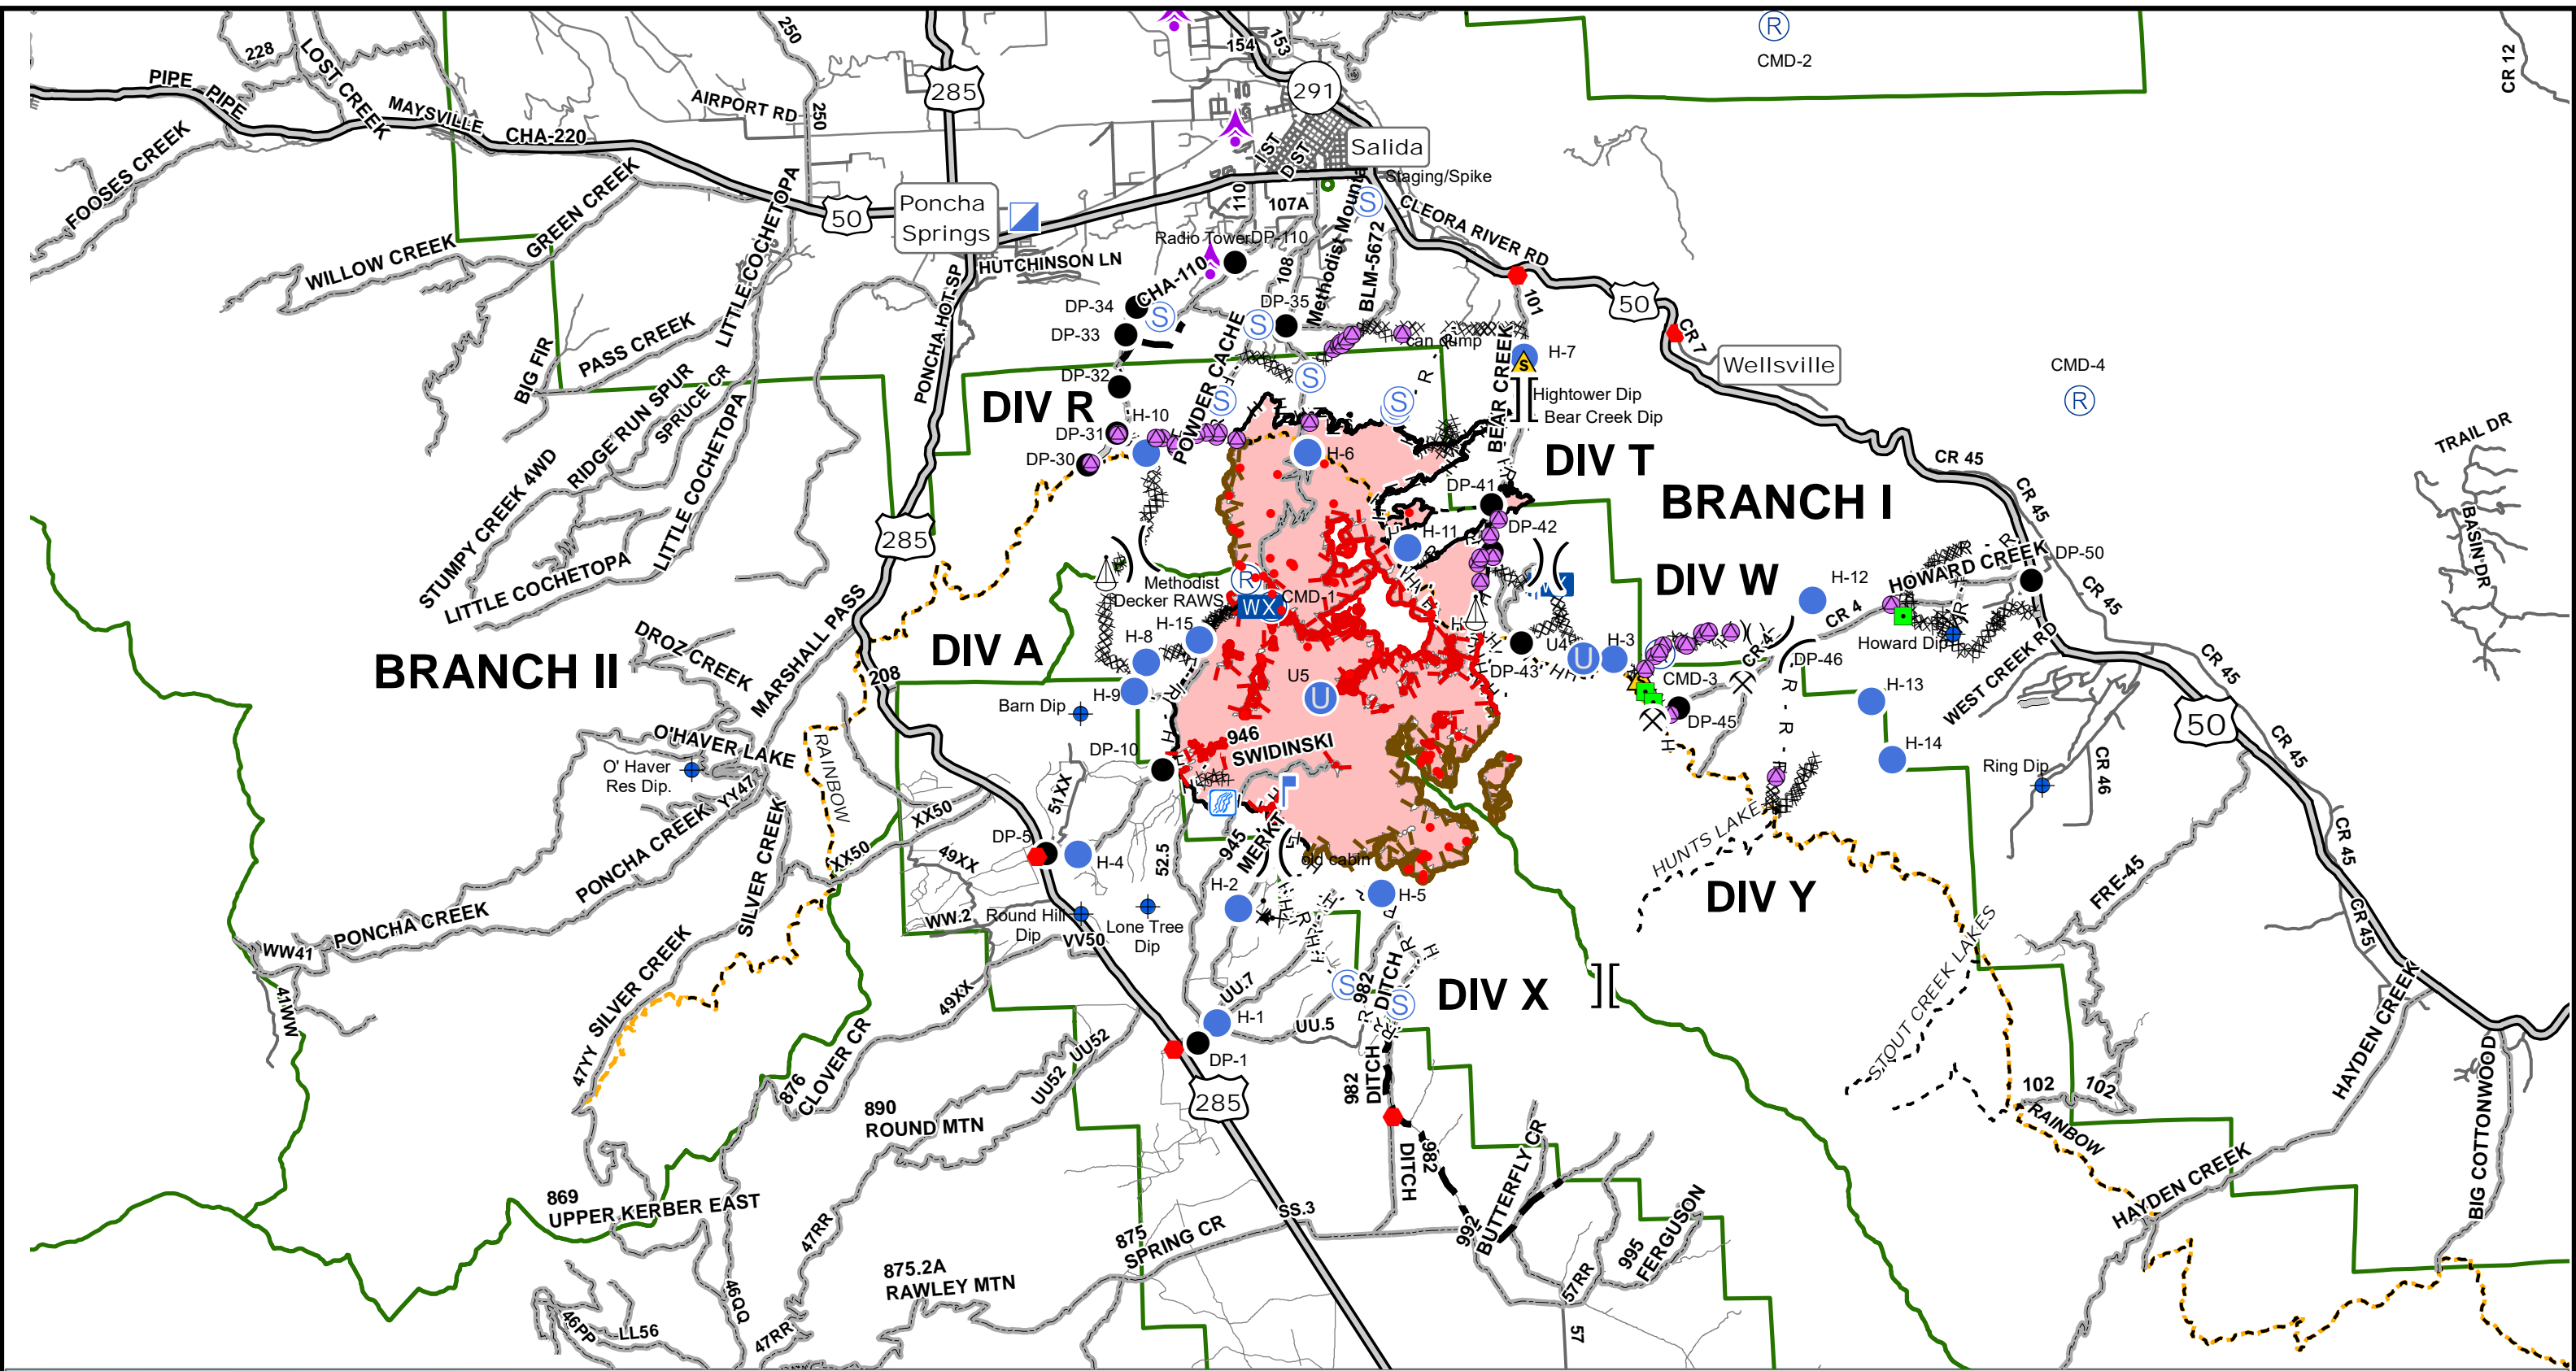 250
154
153
R
CMD-2
CR 12
228
LOST CREEK
PIPE
PIPE
285
291
AIRPORT RD
250
MAYSVILLE
CHA-220
FOOSES CREEK
GREEN CREEK
WILLOW CREEK
LITTLE COCHETOPA
50
Poncha
Springs
DIST
DIST
Salida
Staging/Spike
110
107A
S
CLEORA RIVER RD
Radio Tower
DP-110
HUTCHINSON LN
CHA-110
108
Methodist Mounta
BLM-5672
101
50
CR 7
Wellsville
CMD-4
R
DP-34
DP-33
DP-35
S
S
can dump
R
H-7
S
BIG FIR
PASS CREEK
LITTLE COCHETOPA
RIDGE RUN SPUR
SPRUCE CR
PONCHA HOT SP
DP-32
DIV R
POWDER CACHE
S
S
S
BEAR CREEK
Hightower Dip
Bear Creek Dip
H-10
DP-31
DP-30
H-6
DIV T
BRANCH I
CR 45
TRAIL DR
BASIN DR
STUMPY CREEK 4WD
LITTLE COCHETOPA
LITTLE COCHETOPA
285
DP-41
DP-42
H-11
CR 45
CR 45
CR 45
Methodist
Decker RAWS
R
WX
CMD-1
DIV W
H-12
HOWARD CREEK
DP-50
CR 4
Howard Dip
H-15
H-8
DIV A
BRANCH II
DROZ CREEK
MARSHALL PASS
208
U4
U
H-3
DP-43
CMD-3
CR-4
DP-46
H-13
WEST CREEK RD
H-9
Barn Dip
U5
U
DP-45
50
O'HAVER LAKE
O' Haver
Res Dip.
RAINBOW
DP-10
946
SWIDINSKI
H-14
Ring Dip
CR 46
CR 45
YY47
PONCHA CREEK
SILVER CREEK
XX50
XX50
51XX
DP-5
H-4
49XX
52.5
945
MERKT
old cabin
HUNTS LAKE
DIV Y
CR 45
CR 45
CR 45
FRE-45
WW41
PONCHA CREEK
WW.2
Round Hill
Dip
Lone Tree
Dip
VV50
H-2
H-5
STOUT CREEK LAKES
41WW
SILVER CREEK
47YY
49XX
UU.7
H-1
DP-1
UU.5
S
S
982
DITCH
DIV X
HAYDEN CREEK
876
CLOVER CR
UU52
UU52
285
982
DITCH
102
102
RAINBOW
890
ROUND MTN
DITCH
982
BUTTERFLY CR
BIG COTTONWOOD
HAYDEN CREEK
869
UPPER KERBER EAST
47RR
875
SPRING CR
SS.3
992
995
FERGUSON
875.2A
RAWLEY MTN
46QQ
46PP
LL56
47RR
57RR
57